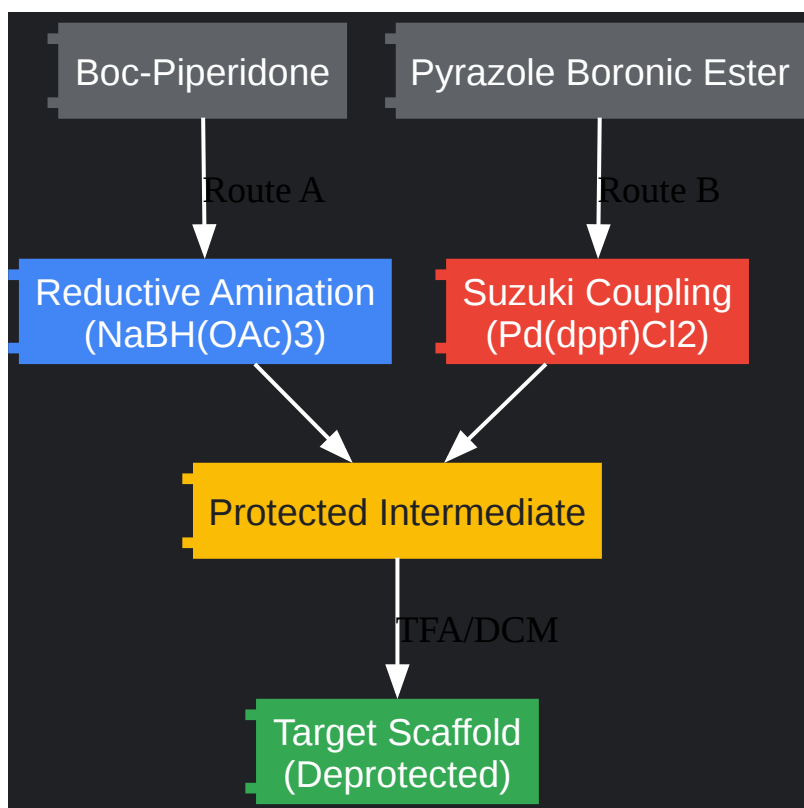 Boc-Piperidone
Pyrazole Boronic Ester
Route A
Route B
Reductive Amination
(NaBH(OAc)3)
Suzuki Coupling
(Pd(dppf)Cl2)
Protected Intermediate
TFA/DCM
Target Scaffold
(Deprotected)